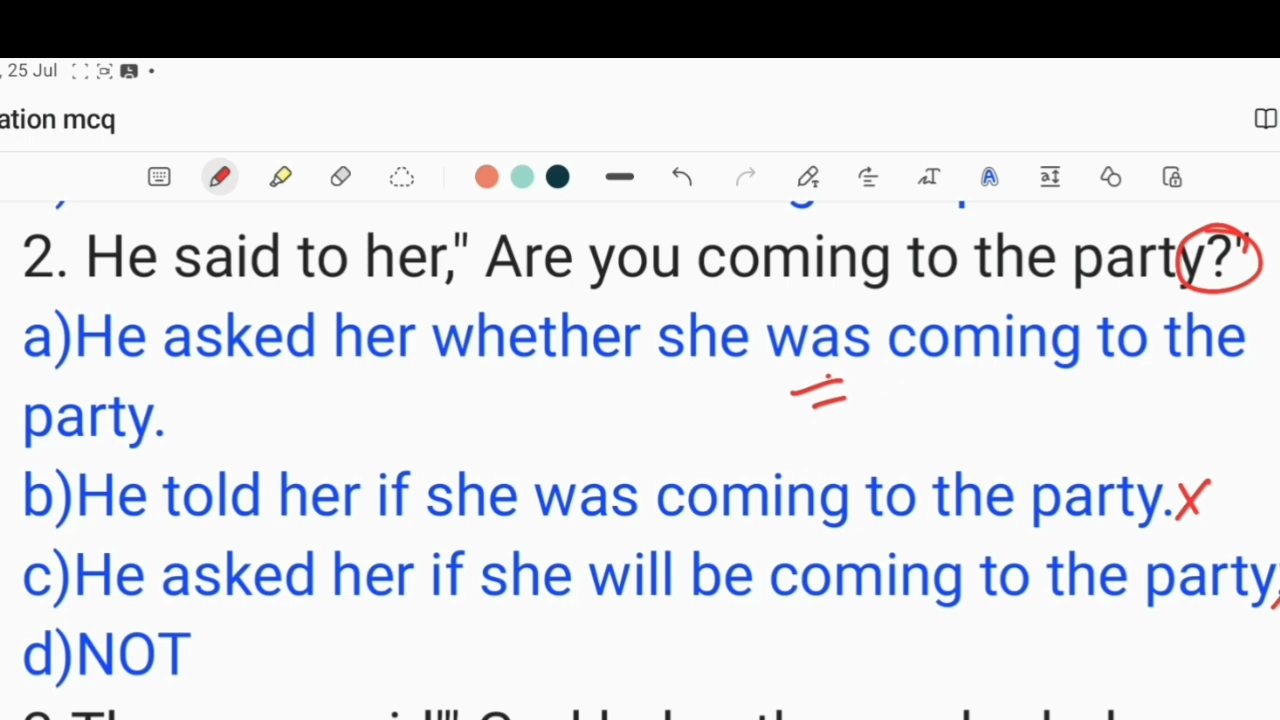 , 25 Jul
ation mcq
2. He said to her," Are you coming to the party?"
a)He asked her whether she was coming to the
party.
b)He told her if she was coming to the party.
c)He asked her if she will be coming to the party
d)NOT